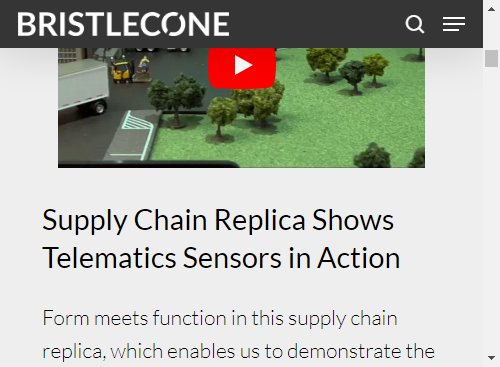 BRISTLECONE
Supply Chain Replica Shows
Telematics Sensors in Action
Form meets function in this supply chain
replica, which enables us to demonstrate the